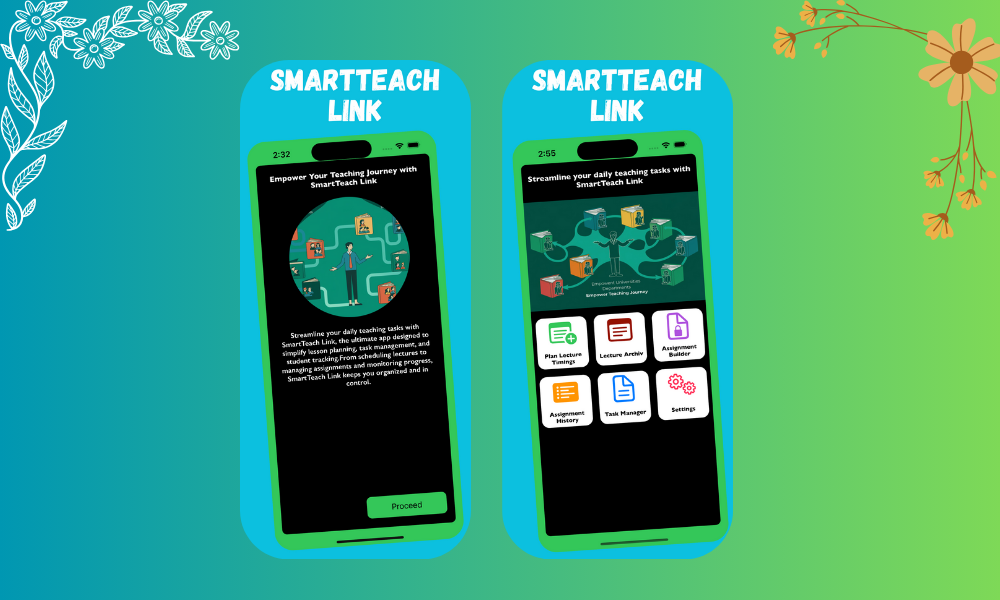 SMARTTEACH
LINK
2:32
Empower Your Teaching Journey with
SmartTeach Link
Streamline your daily teaching tasks with
SmartTeach Link, the ultimate app designed to
simplify lesson planning, task management, and
student tracking.From scheduling lectures to
managing assignments and monitoring progress,
SmartTeach Link keeps you organized and in
control.
Proceed
SMARTTEACH
LINK
2:55
Streamline your daily teaching tasks with
SmartTeach Link
Empowent Universities
Departments
Empower Teaching Journey
Plan Lecture
Timings
Lecture Archiv
Assignment
Builder
Assignment
History
Task Manager
Settings